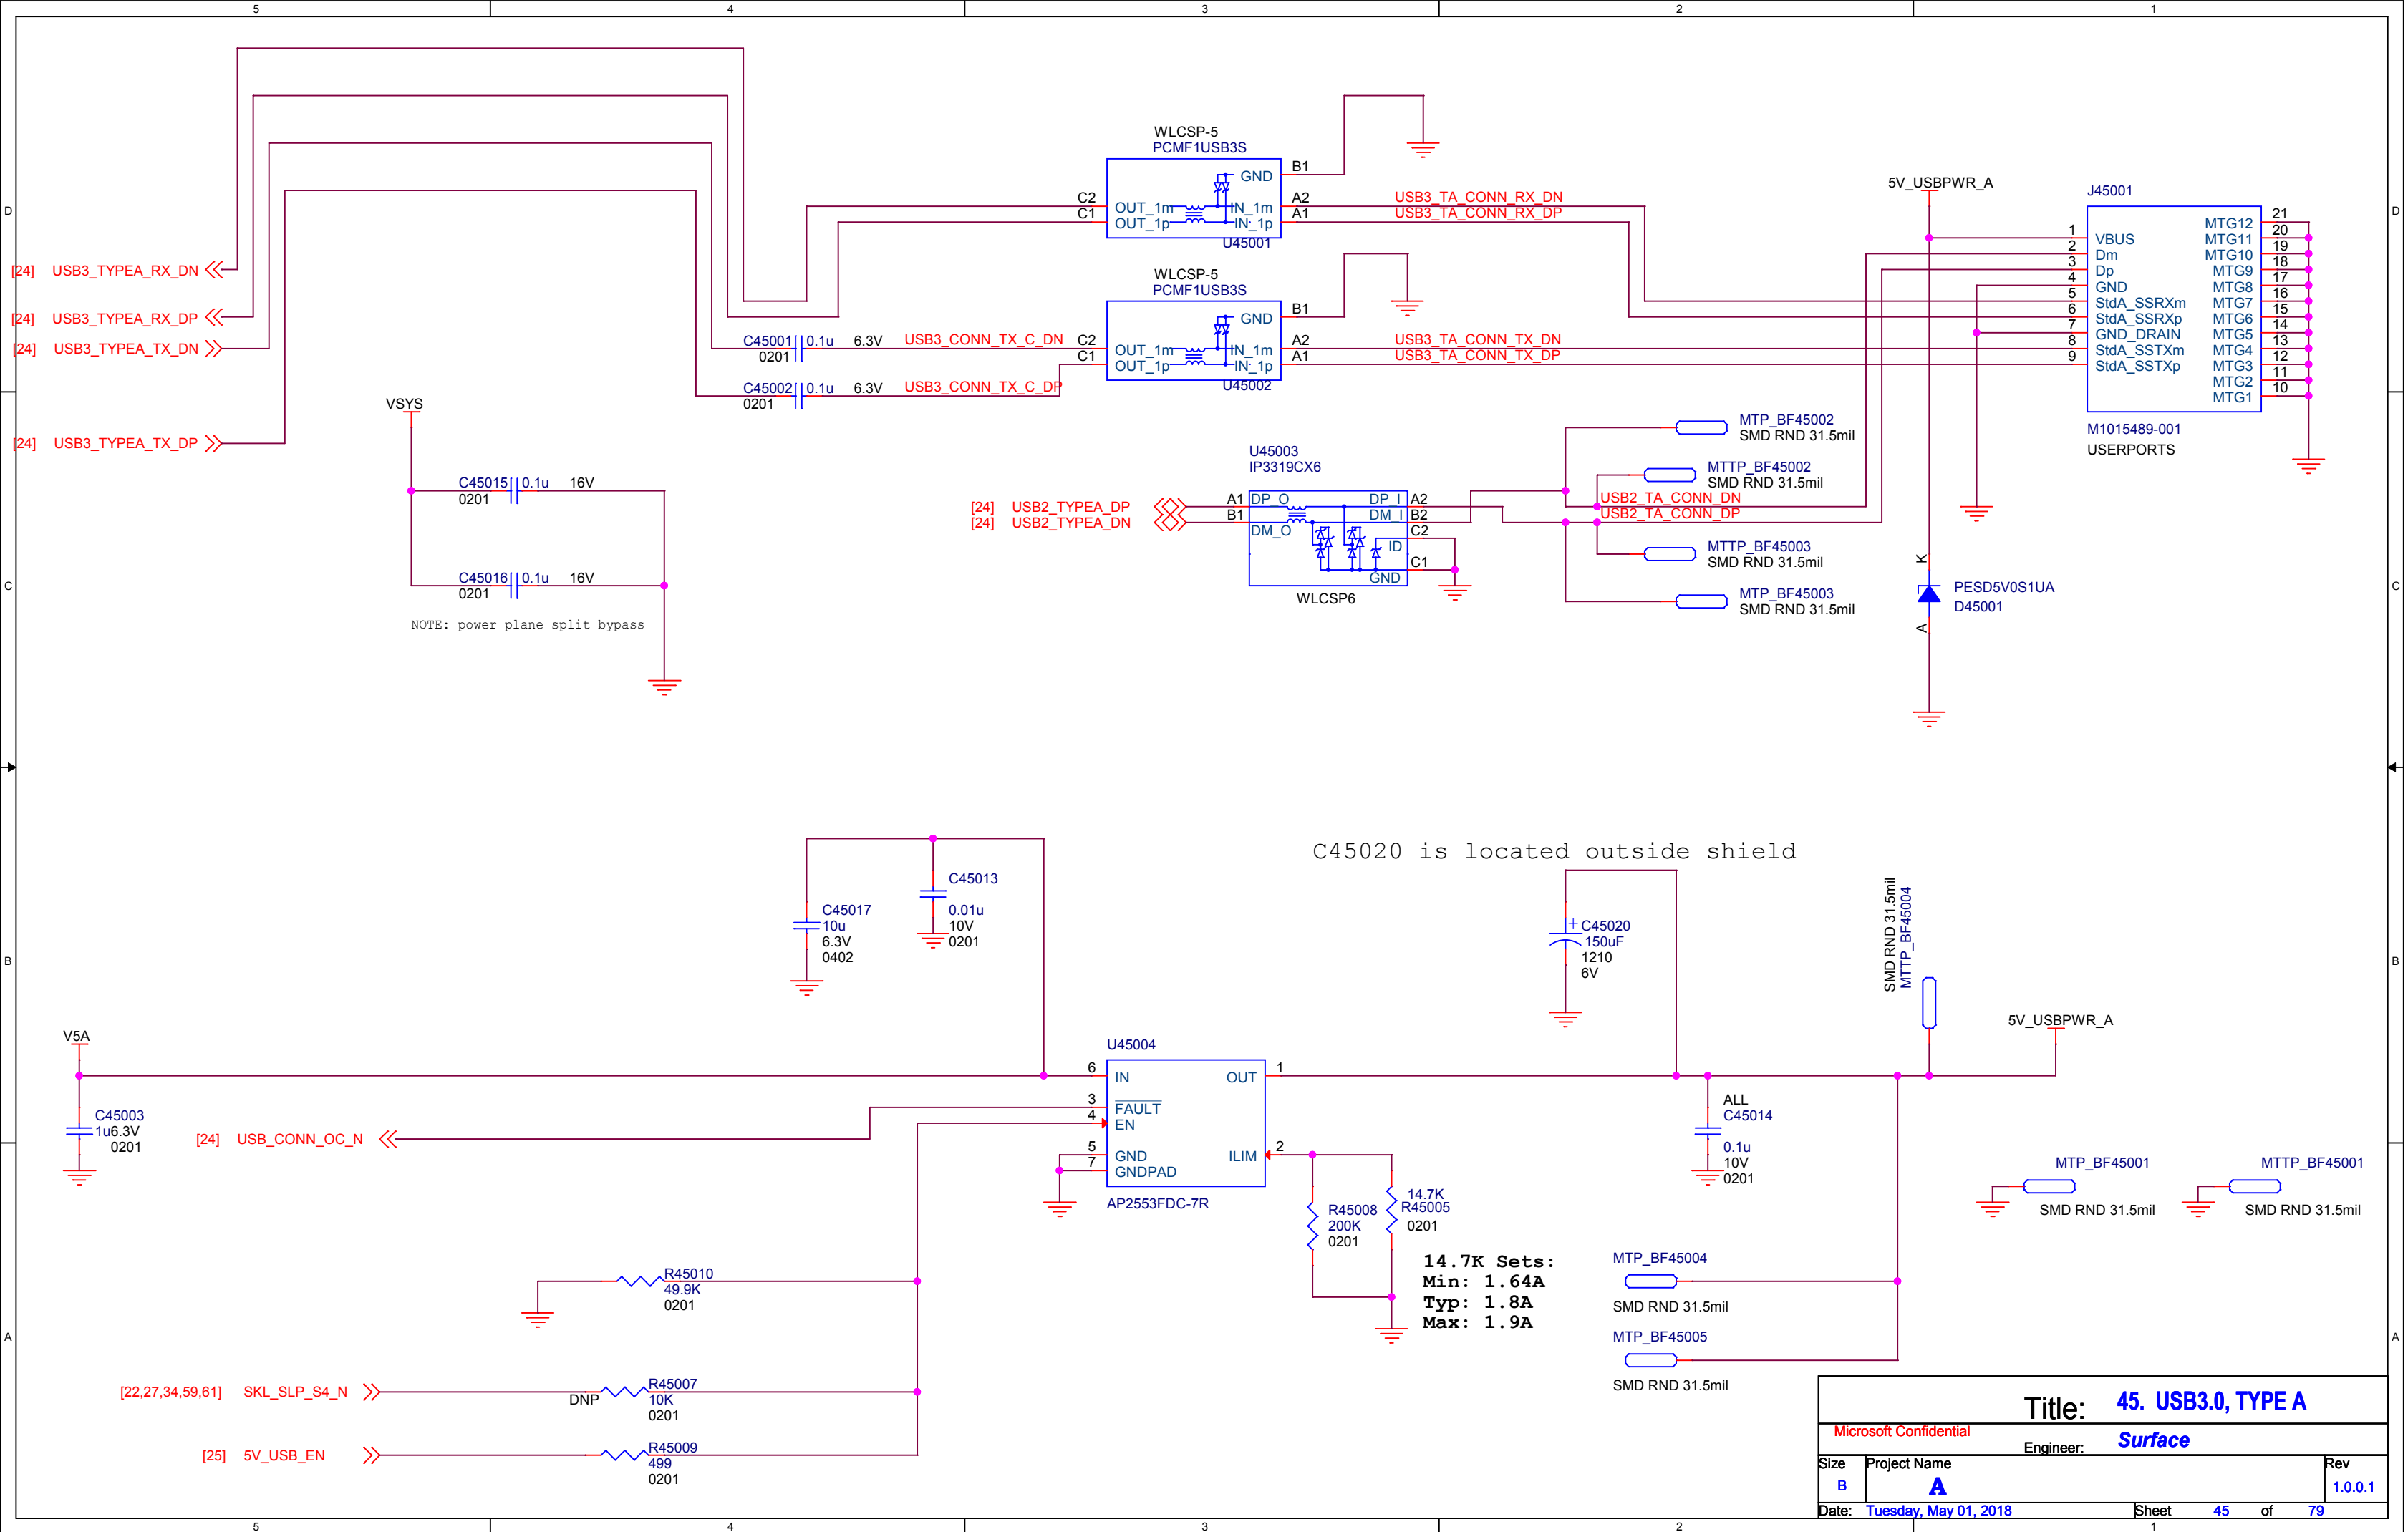 5 4 3 2 1
D
D
C
C
B
B
A
A
WLCSP-5
PCMF1USB3S
B1
GND
C2 OUT_1m IN_1m A2 USB3_TA_CONN_RX_DN
C1 OUT_1p IN_1p A1 USB3_TA_CONN_RX_DP
U45001
[24] USB3_TYPEA_RX_DN
[24] USB3_TYPEA_RX_DP
[24] USB3_TYPEA_TX_DN
[24] USB3_TYPEA_TX_DP
WLCSP-5
PCMF1USB3S
B1
GND
C45001 0.1u 6.3V USB3_CONN_TX_C_DN
0201
C2 OUT_1m IN_1m A2 USB3_TA_CONN_TX_DN
C1 OUT_1p IN_1p A1 USB3_TA_CONN_TX_DP
U45002
C45002 0.1u 6.3V USB3_CONN_TX_C_DP
0201
5V_USBPWR_A
J45001
1 VBUS
2 Dm
3 Dp
4 GND
5 StdA_SSRXm
6 StdA_SSRXp
7 GND_DRAIN
8 StdA_SSTXm
9 StdA_SSTXp
MTG12 21
MTG11 20
MTG10 19
MTG9 18
MTG8 17
MTG7 16
MTG6 15
MTG5 14
MTG4 13
MTG3 12
MTG2 11
MTG1 10
M1015489-001
USERPORTS
VSYS
C45015 0.1u 16V
0201
C45016 0.1u 16V
0201
NOTE: power plane split bypass
U45003
IP3319CX6
[24] USB2_TYPEA_DP
[24] USB2_TYPEA_DN
A1 DP_O DP_I A2
B1 DM_I B2
DM_O C2
ID
C1
GND
WLCSP6
MTP_BF45002
SMD RND 31.5mil
MTTP_BF45002
SMD RND 31.5mil
USB2_TA_CONN_DN
USB2_TA_CONN_DP
MTTP_BF45003
SMD RND 31.5mil
MTP_BF45003
SMD RND 31.5mil
K
PESD5V0S1UA
D45001
A
C45020 is located outside shield
C45013
0.01u
10V
0201
C45017
10u
6.3V
0402
C45020
150uF
1210
6V
SMD RND 31.5mil
MTTP_BF45004
5V_USBPWR_A
V5A
C45003
1u6.3V
0201
[24] USB_CONN_OC_N
U45004
6 IN OUT 1
3 FAULT
4 EN
5 GND ILIM 2
7 GNDPAD
AP2553FDC-7R
ALL
C45014
0.1u
10V
0201
R45008
200K
0201
14.7K
R45005
0201
14.7K Sets:
Min: 1.64A
Typ: 1.8A
Max: 1.9A
MTP_BF45001
SMD RND 31.5mil
MTTP_BF45001
SMD RND 31.5mil
MTP_BF45004
SMD RND 31.5mil
MTP_BF45005
SMD RND 31.5mil
R45010
49.9K
0201
[22,27,34,59,61] SKL_SLP_S4_N
DNP
R45007
10K
0201
[25] 5V_USB_EN
R45009
499
0201
Title: 45. USB3.0, TYPE A
Microsoft Confidential
Engineer: Surface
Size Project Name Rev
B A 1.0.0.1
Date: Tuesday, May 01, 2018 Sheet 45 of 79
5 4 3 2 1